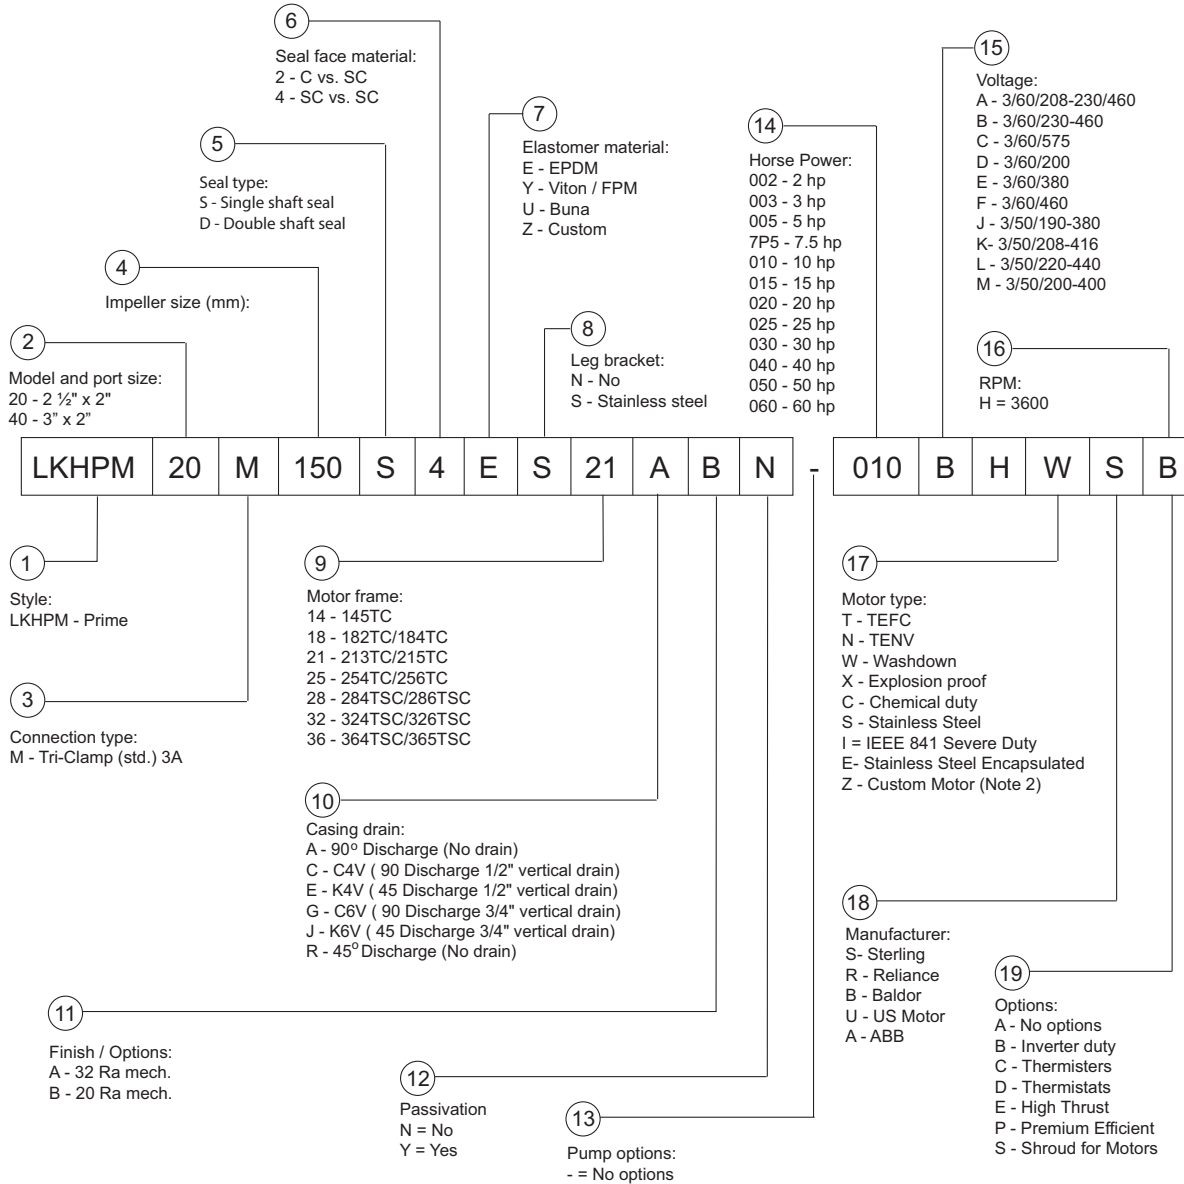 6
Seal face material:
2 - C vs. SC
4 - SC vs. SC
15
Voltage:
A - 3/60/208-230/460
B - 3/60/230-460
C - 3/60/575
D - 3/60/200
E - 3/60/380
F - 3/60/460
J - 3/50/190-380
K- 3/50/208-416
L - 3/50/220-440
M - 3/50/200-400
7
Elastomer material:
E - EPDM
Y - Viton / FPM
U - Buna
Z - Custom
14
Horse Power:
002 - 2 hp
003 - 3 hp
005 - 5 hp
7P5 - 7.5 hp
010 - 10 hp
015 - 15 hp
020 - 20 hp
025 - 25 hp
030 - 30 hp
040 - 40 hp
050 - 50 hp
060 - 60 hp
5
Seal type:
S - Single shaft seal
D - Double shaft seal
4
Impeller size (mm):
8
Leg bracket:
N - No
S - Stainless steel
2
Model and port size:
20 - 2 ½" x 2"
40 - 3” x 2”
16
RPM:
H = 3600
LKHPM 20 M 150 S 4 E S 21 A B N - 010 B H W S B
1
Style:
LKHPM - Prime
9
Motor frame:
14 - 145TC
18 - 182TC/184TC
21 - 213TC/215TC
25 - 254TC/256TC
28 - 284TSC/286TSC
32 - 324TSC/326TSC
36 - 364TSC/365TSC
17
Motor type:
T - TEFC
N - TENV
W - Washdown
X - Explosion proof
C - Chemical duty
S - Stainless Steel
I = IEEE 841 Severe Duty
E- Stainless Steel Encapsulated
Z - Custom Motor (Note 2)
3
Connection type:
M - Tri-Clamp (std.) 3A
10
Casing drain:
A - 90º Discharge (No drain)
C - C4V ( 90 Discharge 1/2" vertical drain)
E - K4V ( 45 Discharge 1/2" vertical drain)
G - C6V ( 90 Discharge 3/4" vertical drain)
J - K6V ( 45 Discharge 3/4" vertical drain)
R - 45º Discharge (No drain)
18
Manufacturer:
S- Sterling
R - Reliance
B - Baldor
U - US Motor
A - ABB
19
Options:
A - No options
B - Inverter duty
C - Thermisters
D - Thermistats
E - High Thrust
P - Premium Efficient
S - Shroud for Motors
11
Finish / Options:
A - 32 Ra mech.
B - 20 Ra mech.
12
Passivation
N = No
Y = Yes
13
Pump options:
- = No options